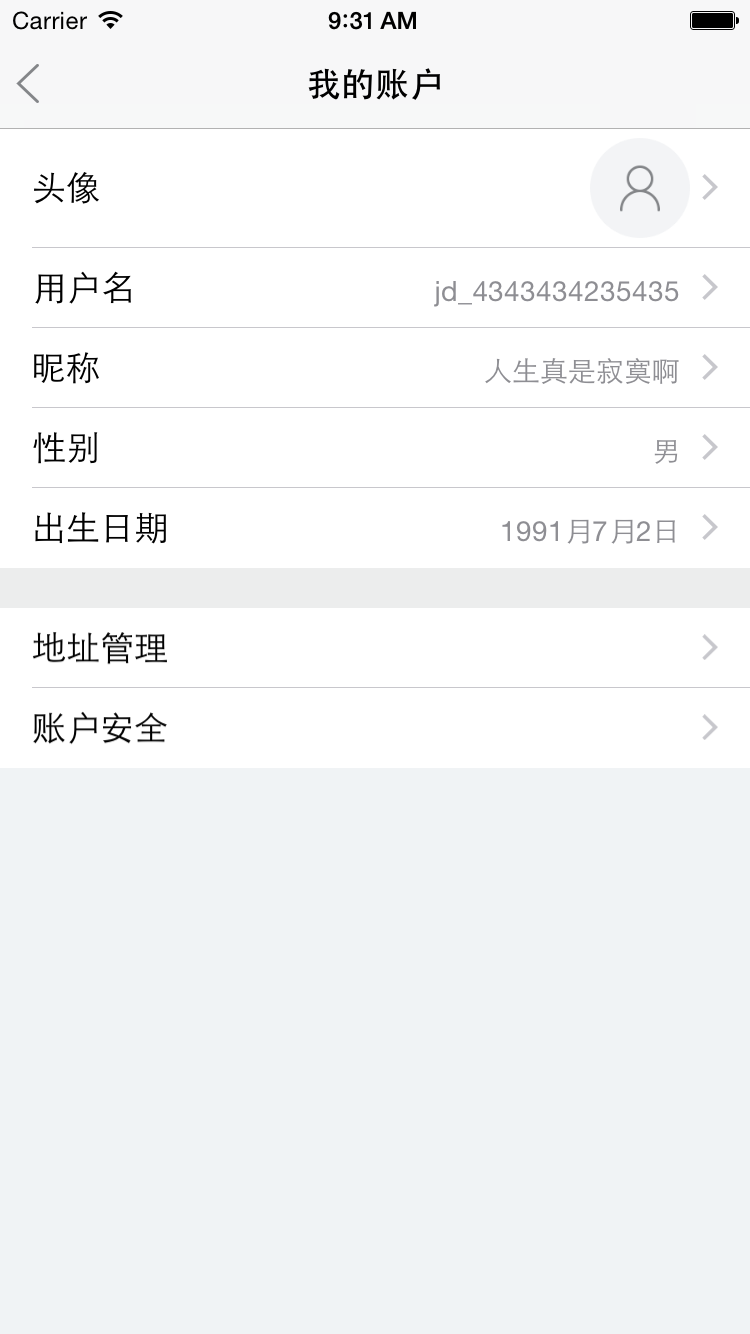 Carrier 9:31 AM
我的账户
头像
用户名 jd_4343434235435
昵称 人生真是寂寞啊
性别 男
出生日期 1991月7月2日
地址管理
账户安全